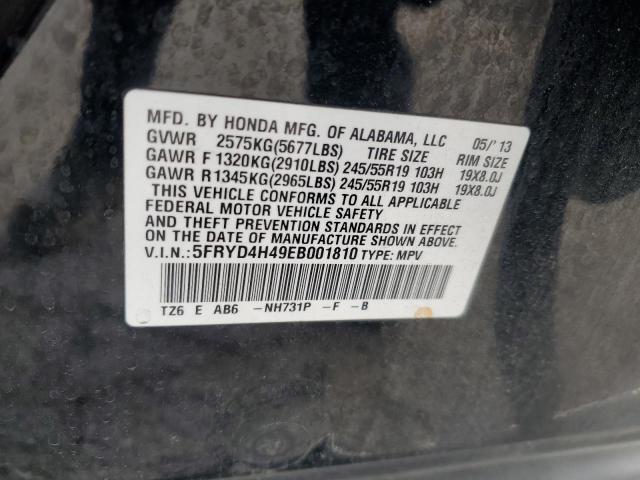 MFD. BY HONDA MFG. OF ALABAMA, LLC 05/'13
GVWR 2575KG(5677LBS) TIRE SIZE RIM SIZE
GAWR F 1320KG(2910LBS) 245/55R19 103H 19X8.0J
GAWR R1345KG(2965LBS) 245/55R19 103H 19X8.0J
THIS VEHICLE CONFORMS TO ALL APPLICABLE
FEDERAL MOTOR VEHICLE SAFETY
AND THEFT PREVENTION STANDARDS IN EFFECT
ON THE DATE OF MANUFACTURE SHOWN ABOVE.
V.I.N.: 5FRYD4H49EB001810 TYPE: MPV
TZ6 E AB6 -NH731P -F -B